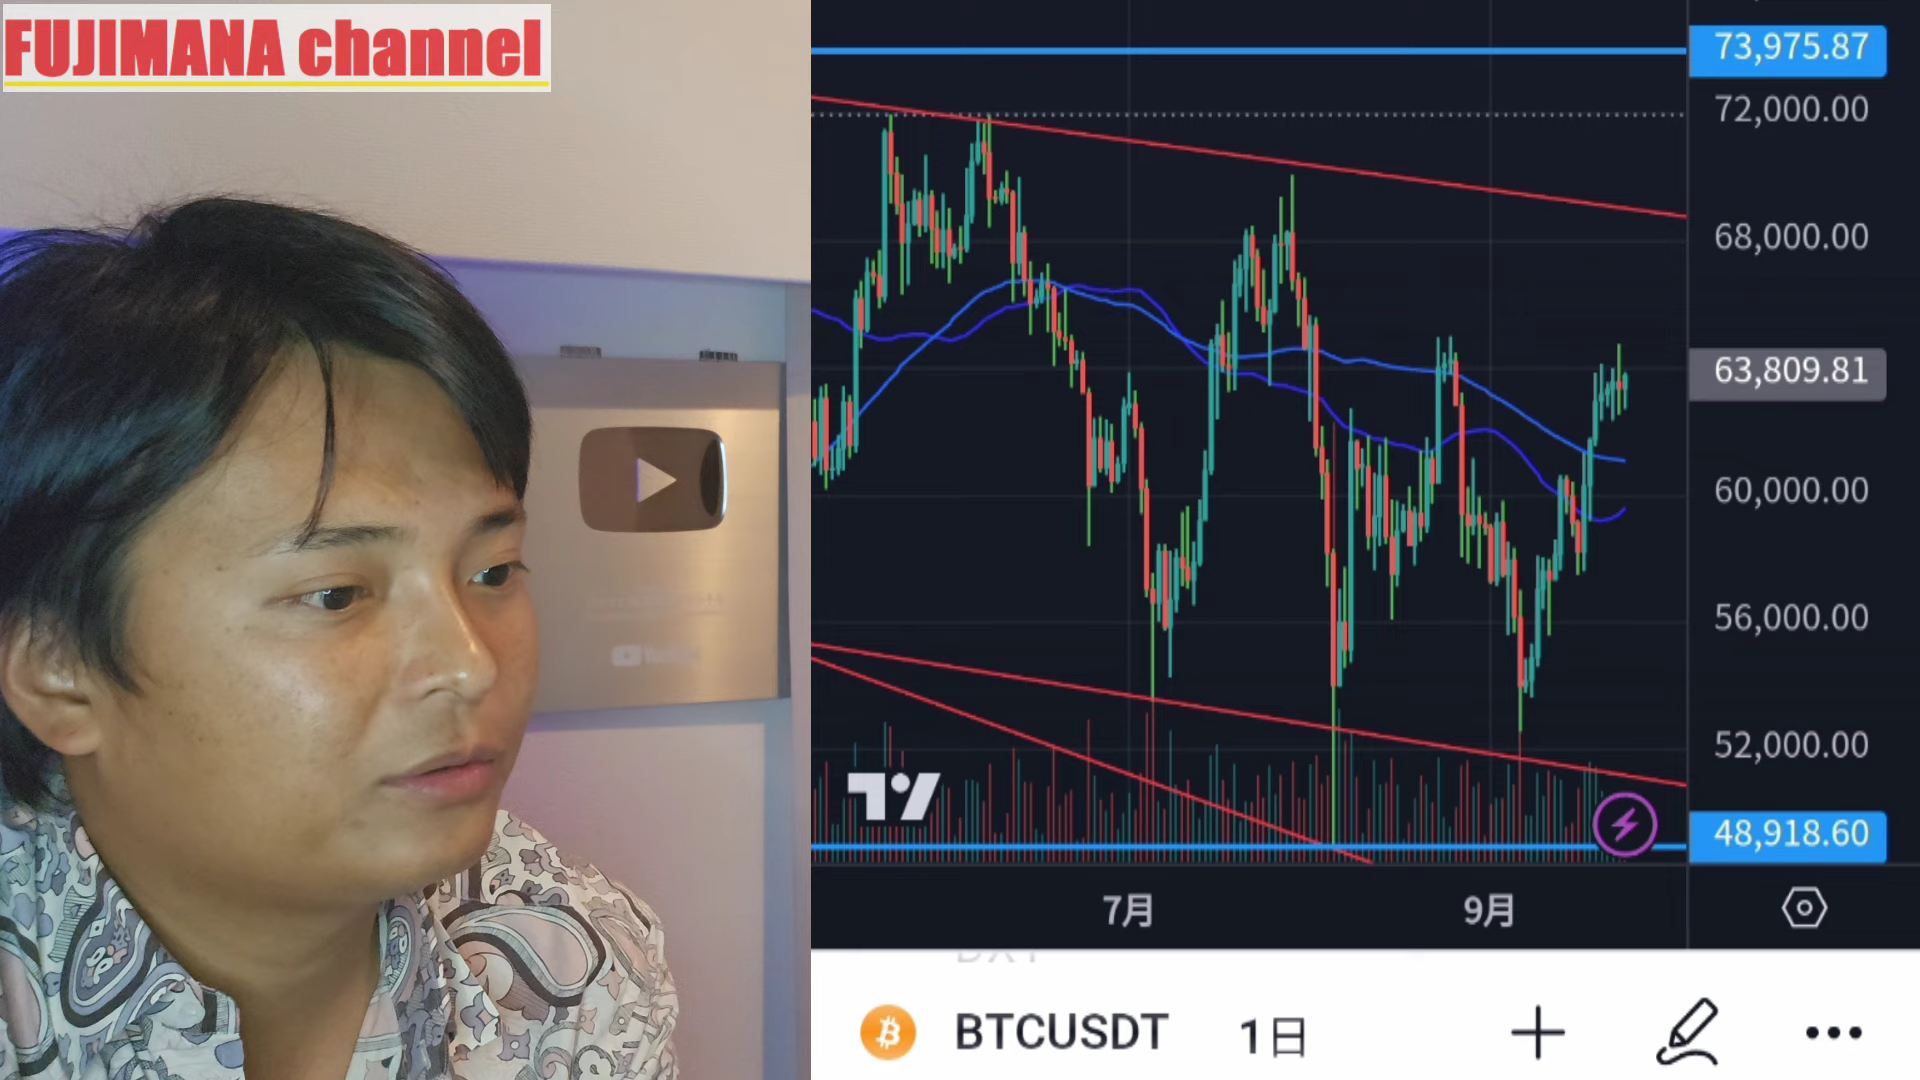 FUJIMANA channel
73,975.87
72,000.00
68,000.00
63,809.81
60,000.00
56,000.00
52,000.00
48,918.60
7月
9月
BTCUSDT 1日